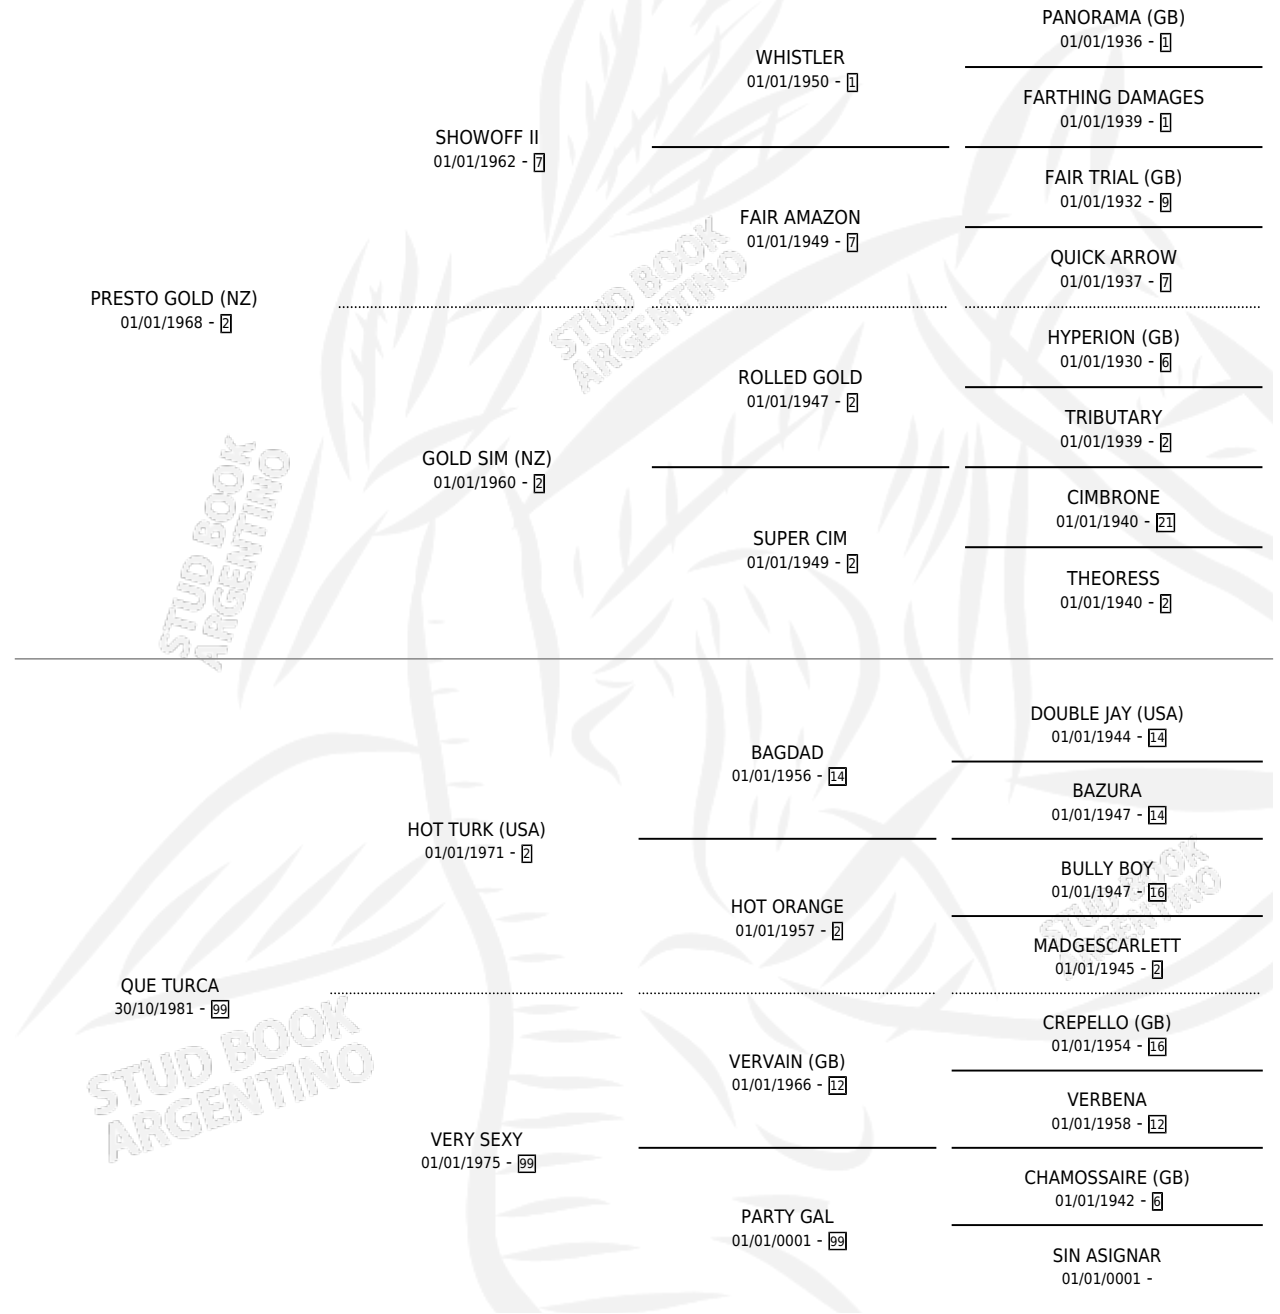 PANORAMA (GB)
01/01/1936 - 1
WHISTLER
01/01/1950 - 1
FARTHING DAMAGES
01/01/1939 - 1
SHOWOFF II
01/01/1962 - 7
FAIR TRIAL (GB)
01/01/1932 - 9
FAIR AMAZON
01/01/1949 - 7
QUICK ARROW
01/01/1937 - 7
PRESTO GOLD (NZ)
01/01/1968 - 2
HYPERION (GB)
01/01/1930 - 6
ROLLED GOLD
01/01/1947 - 2
TRIBUTARY
01/01/1939 - 2
GOLD SIM (NZ)
01/01/1960 - 2
CIMBRONE
01/01/1940 - 21
SUPER CIM
01/01/1949 - 2
THEORESS
01/01/1940 - 2
DOUBLE JAY (USA)
01/01/1944 - 14
BAGDAD
01/01/1956 - 14
BAZURA
01/01/1947 - 14
HOT TURK (USA)
01/01/1971 - 2
BULLY BOY
01/01/1947 - 16
HOT ORANGE
01/01/1957 - 2
MADGESCARLETT
01/01/1945 - 2
QUE TURCA
30/10/1981 - 99
CREPELLO (GB)
01/01/1954 - 16
VERVAIN (GB)
01/01/1966 - 12
VERBENA
01/01/1958 - 12
VERY SEXY
01/01/1975 - 99
CHAMOSSAIRE (GB)
01/01/1942 - 6
PARTY GAL
01/01/0001 - 99
SIN ASIGNAR
01/01/0001 -
STUD BOOK
ARGENTINO
STUD BOOK
ARGENTINO
STUD BOOK
ARGENTINO
STUD BOOK
ARGENTINO